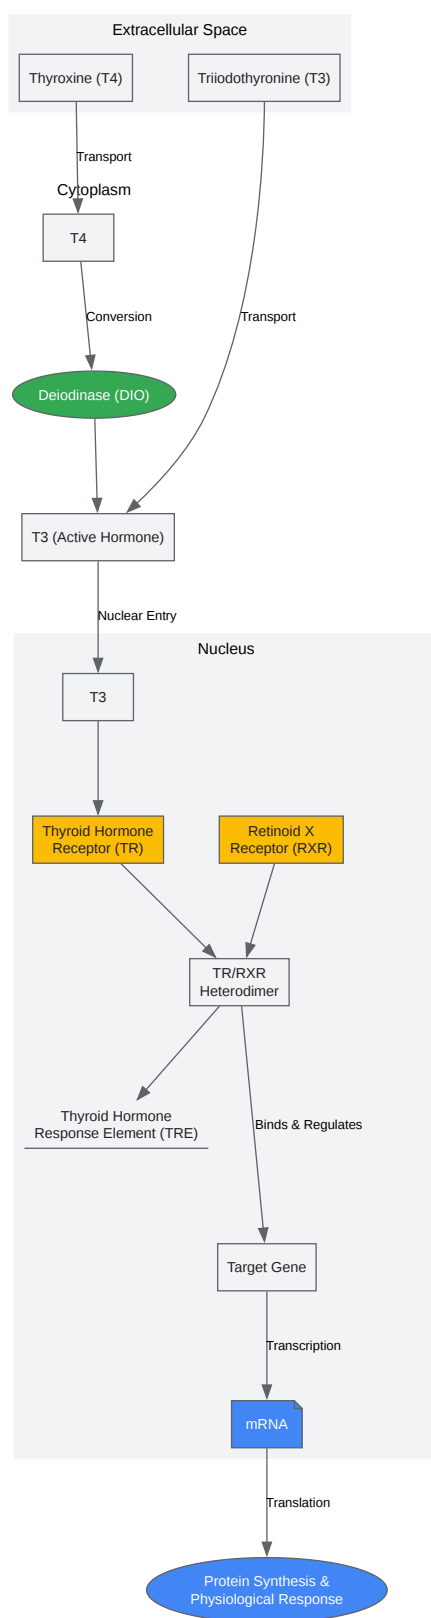 Extracellular Space
Thyroxine (T4)
Triiodothyronine (T3)
Transport
Cytoplasm
T4
Conversion
Transport
Deiodinase (DIO)
T3 (Active Hormone)
Nuclear Entry
Nucleus
T3
Thyroid Hormone
Receptor (TR)
Retinoid X
Receptor (RXR)
TR/RXR
Heterodimer
Thyroid Hormone
Response Element (TRE)
Binds & Regulates
Target Gene
Transcription
mRNA
Translation
Protein Synthesis &
Physiological Response